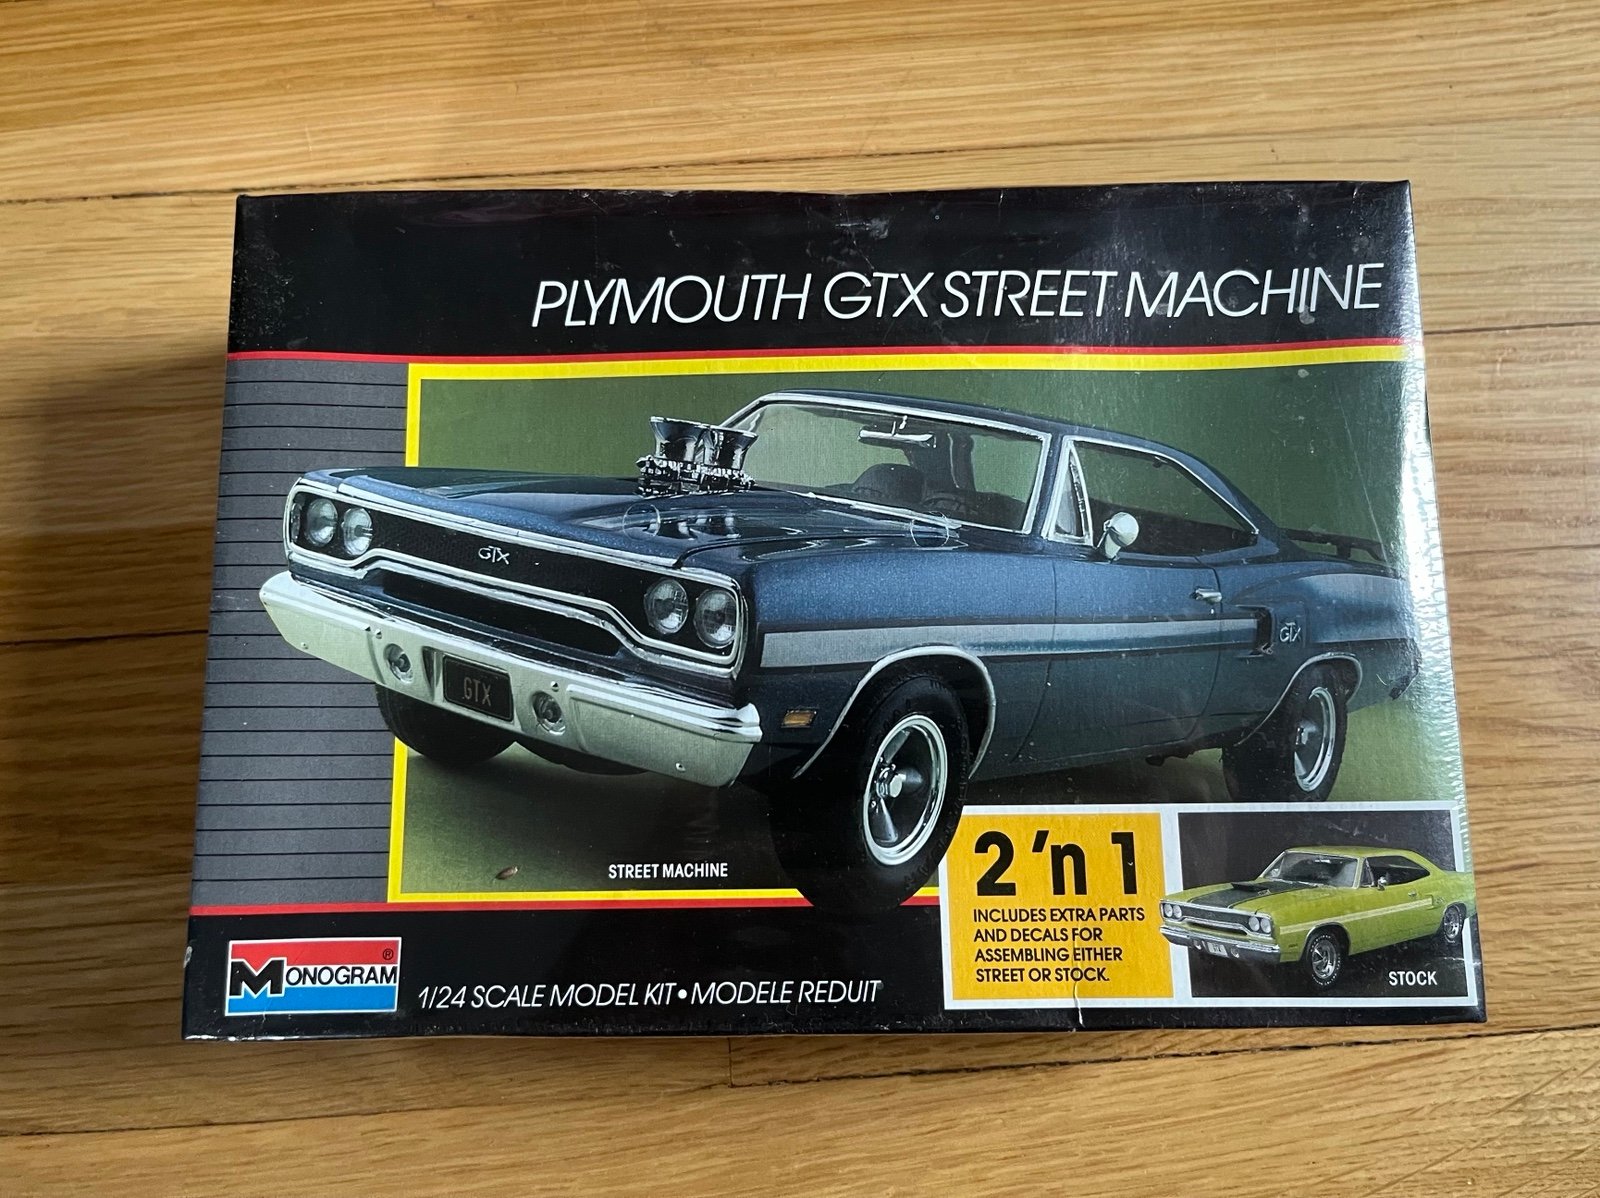 PLYMOUTH GTX STREET MACHINE
GTX
GTX
GTX
STREET MACHINE
2 'n 1
INCLUDES EXTRA PARTS
AND DECALS FOR
ASSEMBLING EITHER
STREET OR STOCK.
STOCK
MONOGRAM®
1/24 SCALE MODEL KIT • MODELE REDUIT